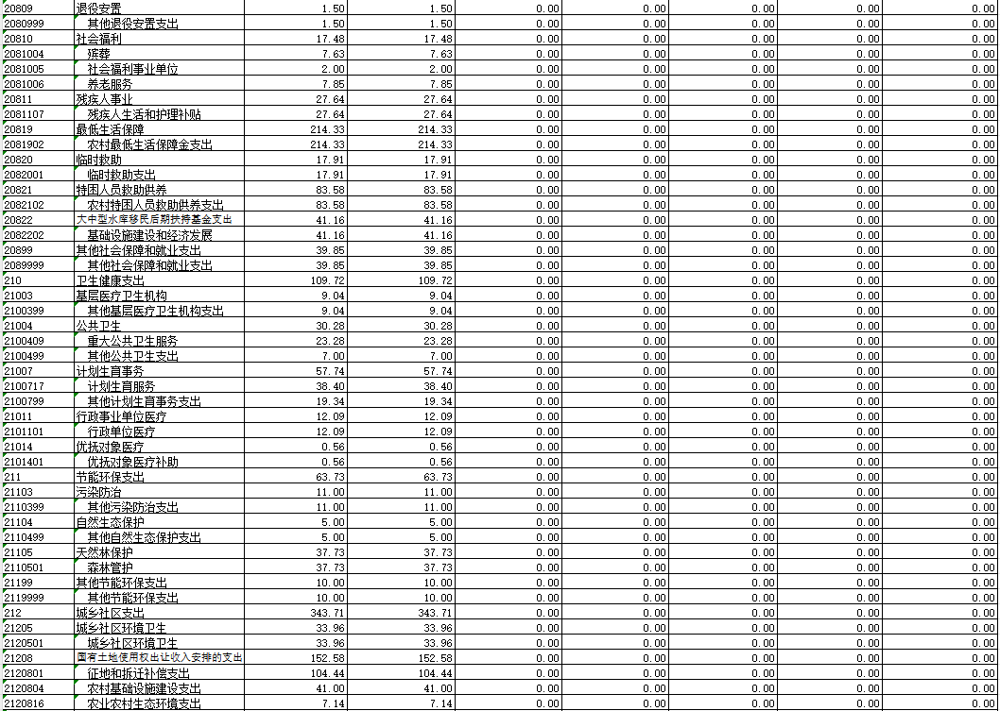 20809 退役安置 1.50 1.50 0.00 0.00 0.00 0.00 0.00
2080999 其他退役安置支出 1.50 1.50 0.00 0.00 0.00 0.00 0.00
20810 社会福利 17.48 17.48 0.00 0.00 0.00 0.00 0.00
2081004 殡葬 7.63 7.63 0.00 0.00 0.00 0.00 0.00
2081005 社会福利事业单位 2.00 2.00 0.00 0.00 0.00 0.00 0.00
2081006 养老服务 7.85 7.85 0.00 0.00 0.00 0.00 0.00
20811 残疾人事业 27.64 27.64 0.00 0.00 0.00 0.00 0.00
2081107 残疾人生活和护理补贴 27.64 27.64 0.00 0.00 0.00 0.00 0.00
20819 最低生活保障 214.33 214.33 0.00 0.00 0.00 0.00 0.00
2081902 农村最低生活保障金支出 214.33 214.33 0.00 0.00 0.00 0.00 0.00
20820 临时救助 17.91 17.91 0.00 0.00 0.00 0.00 0.00
2082001 临时救助支出 17.91 17.91 0.00 0.00 0.00 0.00 0.00
20821 特困人员救助供养 83.58 83.58 0.00 0.00 0.00 0.00 0.00
2082102 农村特困人员救助供养支出 83.58 83.58 0.00 0.00 0.00 0.00 0.00
20822 大中型水库移民后期扶持基金支出 41.16 41.16 0.00 0.00 0.00 0.00 0.00
2082202 基础设施建设和经济发展 41.16 41.16 0.00 0.00 0.00 0.00 0.00
20899 其他社会保障和就业支出 39.85 39.85 0.00 0.00 0.00 0.00 0.00
2089999 其他社会保障和就业支出 39.85 39.85 0.00 0.00 0.00 0.00 0.00
210 卫生健康支出 109.72 109.72 0.00 0.00 0.00 0.00 0.00
21003 基层医疗卫生机构 9.04 9.04 0.00 0.00 0.00 0.00 0.00
2100399 其他基层医疗卫生机构支出 9.04 9.04 0.00 0.00 0.00 0.00 0.00
21004 公共卫生 30.28 30.28 0.00 0.00 0.00 0.00 0.00
2100409 重大公共卫生服务 23.28 23.28 0.00 0.00 0.00 0.00 0.00
2100499 其他公共卫生支出 7.00 7.00 0.00 0.00 0.00 0.00 0.00
21007 计划生育事务 57.74 57.74 0.00 0.00 0.00 0.00 0.00
2100717 计划生育服务 38.40 38.40 0.00 0.00 0.00 0.00 0.00
2100799 其他计划生育事务支出 19.34 19.34 0.00 0.00 0.00 0.00 0.00
21011 行政事业单位医疗 12.09 12.09 0.00 0.00 0.00 0.00 0.00
2101101 行政单位医疗 12.09 12.09 0.00 0.00 0.00 0.00 0.00
21014 优抚对象医疗 0.56 0.56 0.00 0.00 0.00 0.00 0.00
2101401 优抚对象医疗补助 0.56 0.56 0.00 0.00 0.00 0.00 0.00
211 节能环保支出 63.73 63.73 0.00 0.00 0.00 0.00 0.00
21103 污染防治 11.00 11.00 0.00 0.00 0.00 0.00 0.00
2110399 其他污染防治支出 11.00 11.00 0.00 0.00 0.00 0.00 0.00
21104 自然生态保护 5.00 5.00 0.00 0.00 0.00 0.00 0.00
2110499 其他自然生态保护支出 5.00 5.00 0.00 0.00 0.00 0.00 0.00
21105 天然林保护 37.73 37.73 0.00 0.00 0.00 0.00 0.00
2110501 森林管护 37.73 37.73 0.00 0.00 0.00 0.00 0.00
21199 其他节能环保支出 10.00 10.00 0.00 0.00 0.00 0.00 0.00
2119999 其他节能环保支出 10.00 10.00 0.00 0.00 0.00 0.00 0.00
212 城乡社区支出 343.71 343.71 0.00 0.00 0.00 0.00 0.00
21205 城乡社区环境卫生 33.96 33.96 0.00 0.00 0.00 0.00 0.00
2120501 城乡社区环境卫生 33.96 33.96 0.00 0.00 0.00 0.00 0.00
21208 国有土地使用权出让收入安排的支出 152.58 152.58 0.00 0.00 0.00 0.00 0.00
2120801 征地和拆迁补偿支出 104.44 104.44 0.00 0.00 0.00 0.00 0.00
2120804 农村基础设施建设支出 41.00 41.00 0.00 0.00 0.00 0.00 0.00
2120816 农业农村生态环境支出 7.14 7.14 0.00 0.00 0.00 0.00 0.00